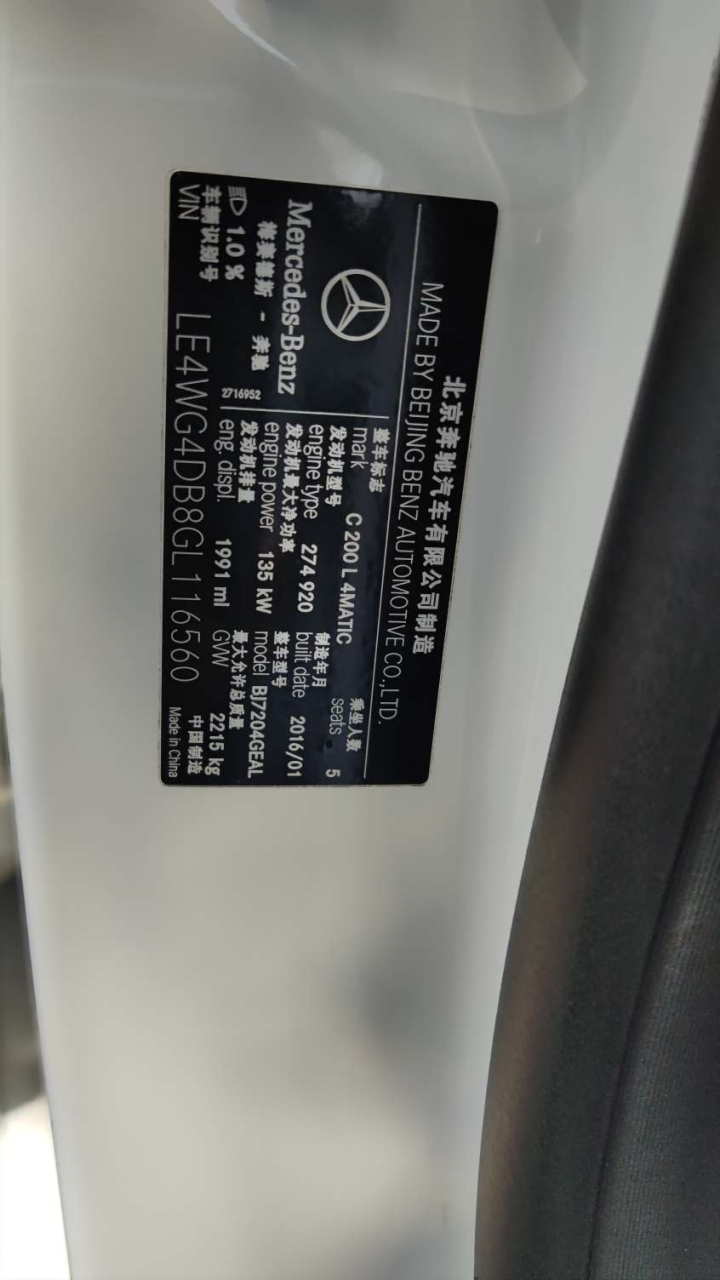 北京奔驰汽车有限公司制造
MADE BY BEIJING BENZ AUTOMOTIVE CO.,LTD.
Mercedes-Benz
梅赛德斯 - 奔驰
1.0 %
2716952
整车标志
mark C 200 L 4MATIC
乘坐人数
seats 5
发动机型号
engine type 274 920
制造年月
built date 2016/01
发动机最大净功率
engine power 135 kW
整车型号
model BJ7204GEAL
发动机排量
eng. displ. 1991 ml
最大允许总质量
GVW 2215 kg
车辆识别号
VIN LE4WG4DB8GL116560
中国制造
Made in China